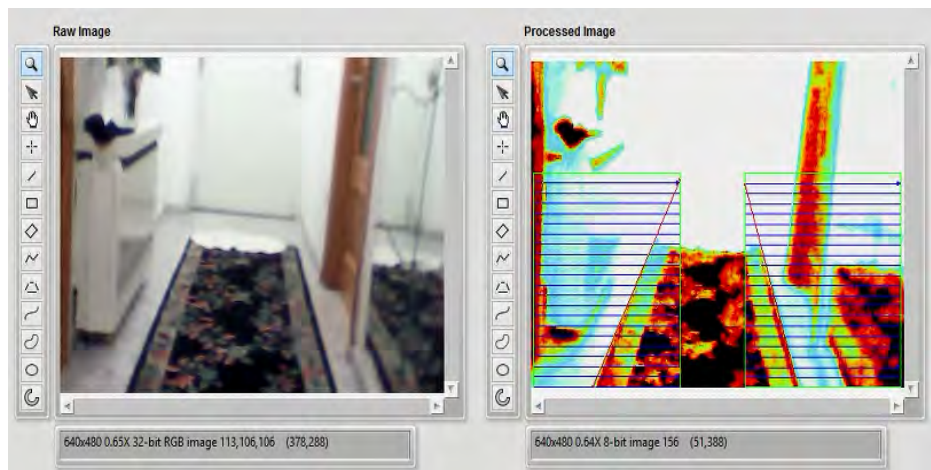 Raw Image
Processed Image
640x480 0.65X 32-bit RGB image 113,106,106 (378,288)
640x480 0.64X 8-bit image 156 (51,388)